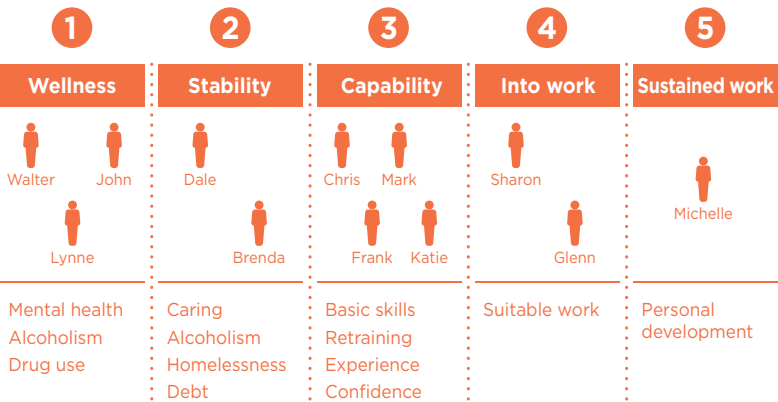 1
Wellness
Walter John
Lynne
Mental health
Alcoholism
Drug use
2
Stability
Dale
Brenda
Caring
Alcoholism
Homelessness
Debt
3
Capability
Chris Mark
Frank Katie
Basic skills
Retraining
Experience
Confidence
4
Into work
Sharon
Glenn
Suitable work
5
Sustained work
Michelle
Personal
development